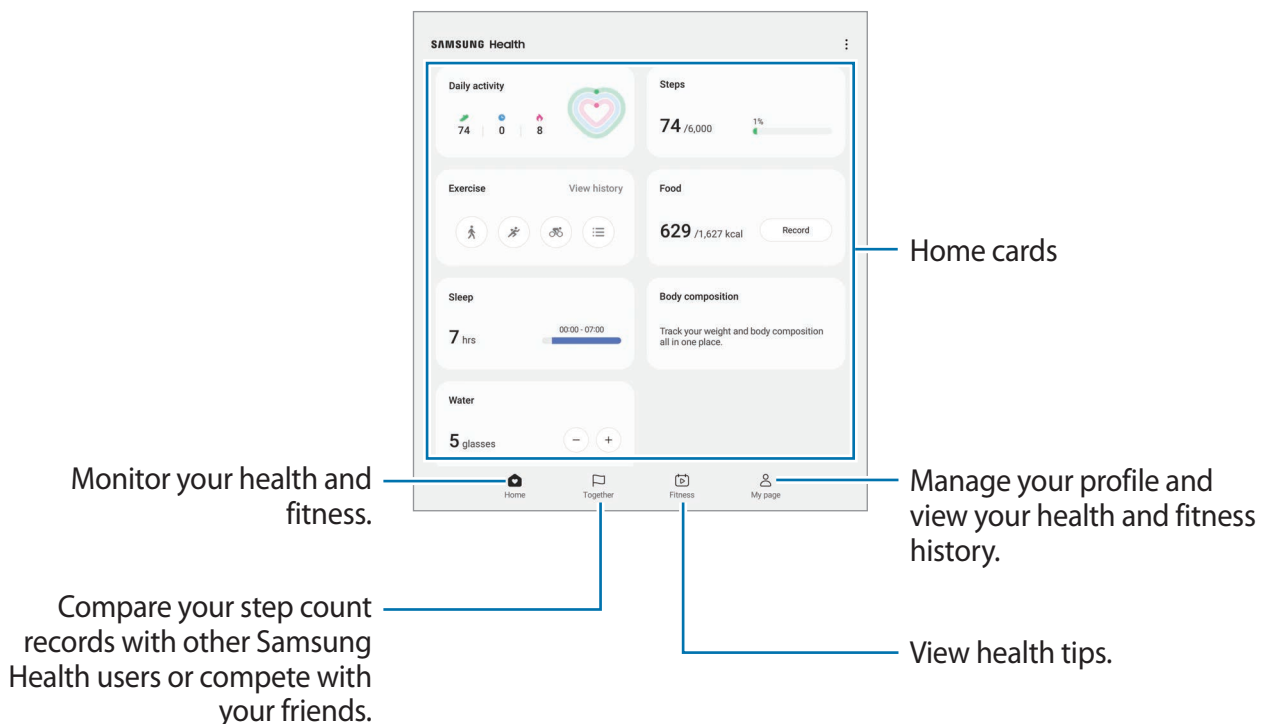 SAMSUNG Health
Daily activity
74 0 8
Steps
74 /6,000
1%
Exercise
View history
Food
629 /1,627 kcal
Record
Sleep
7 hrs
00:00 - 07:00
Body composition
Track your weight and body composition
all in one place.
Water
5 glasses
Home
Together
Fitness
My page
Home cards
Monitor your health and
fitness.
Manage your profile and
view your health and fitness
history.
Compare your step count
records with other Samsung
Health users or compete with
your friends.
View health tips.